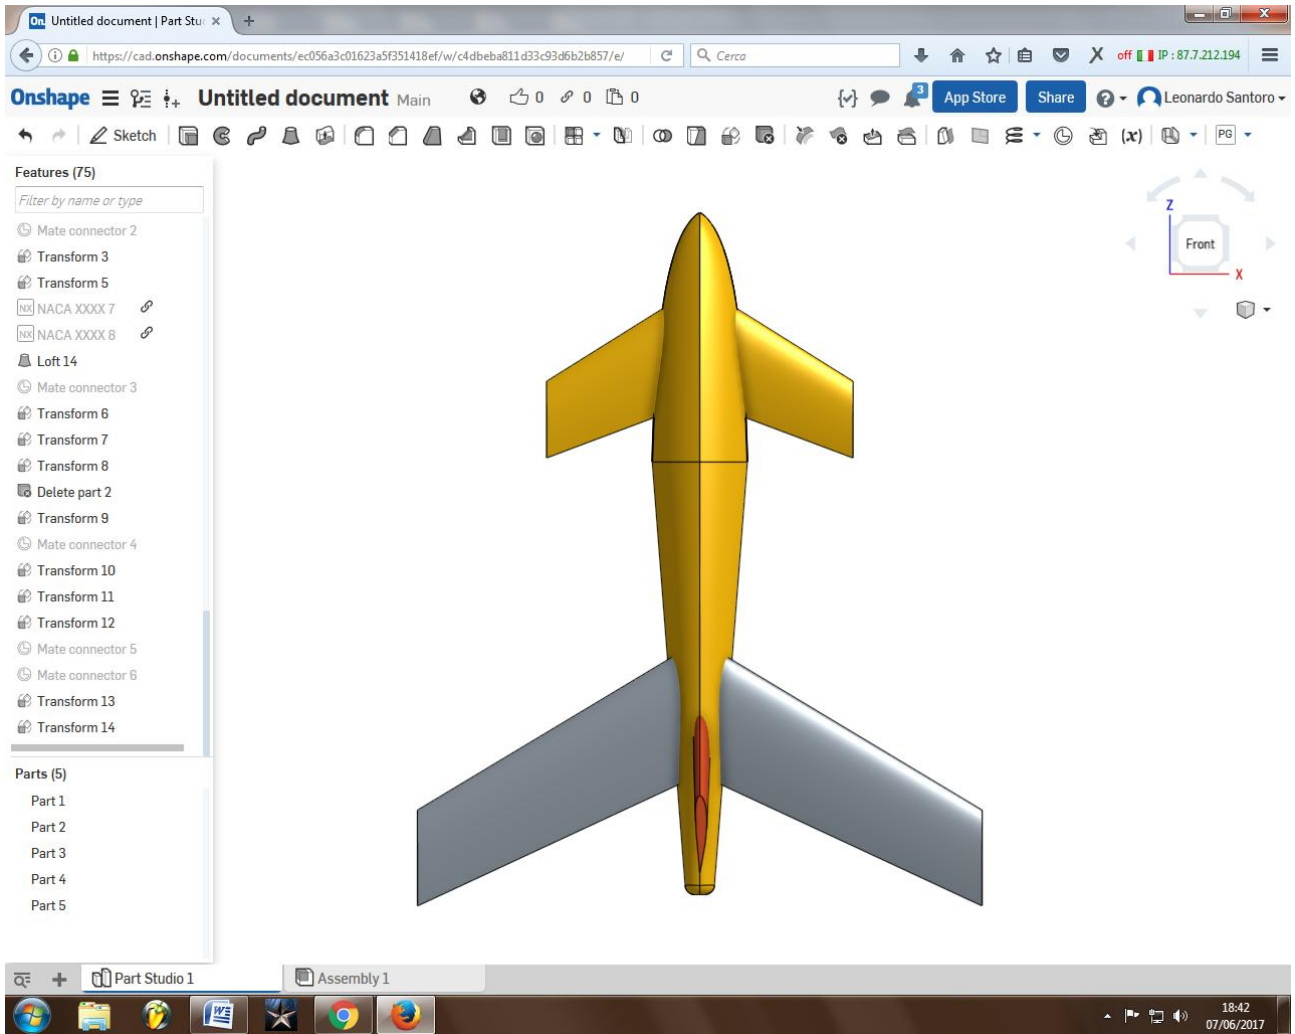 On. Untitled document | Part Stu × +
https://cad.onshape.com/documents/ec056a3c01623a5f351418ef/w/c4dbeba811d33c93d6b2b857/e/ Cerca off IP : 87.7.212.194
Onshape Untitled document Main 0 0 0 3 App Store Share Leonardo Santoro
Sketch (x) PG
Features (75)
Filter by name or type
Mate connector 2
Transform 3
Transform 5
NX NACA XXXX 7
NX NACA XXXX 8
Loft 14
Mate connector 3
Transform 6
Transform 7
Transform 8
Delete part 2
Transform 9
Mate connector 4
Transform 10
Transform 11
Transform 12
Mate connector 5
Mate connector 6
Transform 13
Transform 14
Parts (5)
Part 1
Part 2
Part 3
Part 4
Part 5
Z
Front
X
Part Studio 1 Assembly 1
18:42
07/06/2017